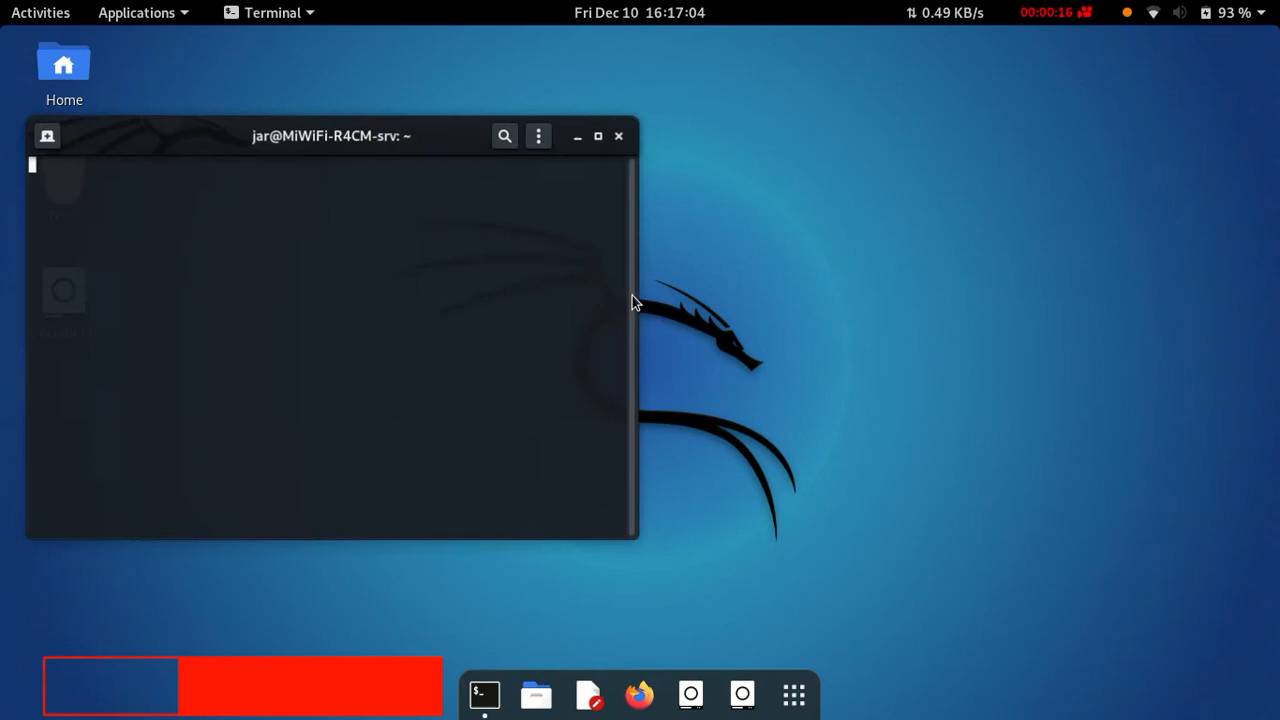 Activities Applications Terminal Fri Dec 10 16:17:04 0.49 KB/s 00:00:16 93 %
Home
jar@MiWiFi-R4CM-srv: ~
$-